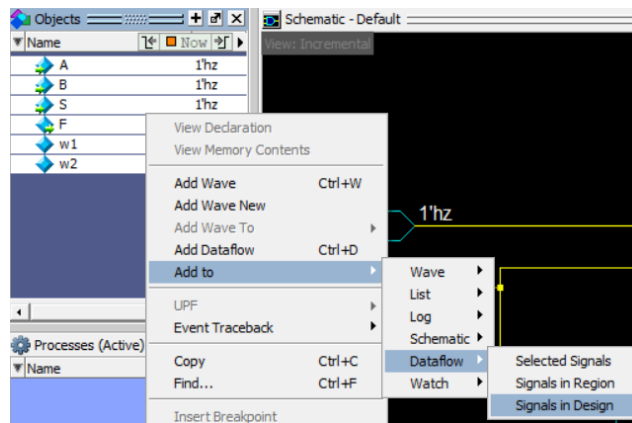 Objects
Schematic - Default
Name
Now
View: Incremental
A 1'hz
B 1'hz
S 1'hz
F
w1
w2
View Declaration
View Memory Contents
Add Wave Ctrl+W
Add Wave New
Add Wave To
Add Dataflow Ctrl+D
Add to
UPF
Event Traceback
Copy Ctrl+C
Find... Ctrl+F
Insert Breakpoint
1'hz
Wave
List
Log
Schematic
Dataflow
Watch
Selected Signals
Signals in Region
Signals in Design
Processes (Active)
Name